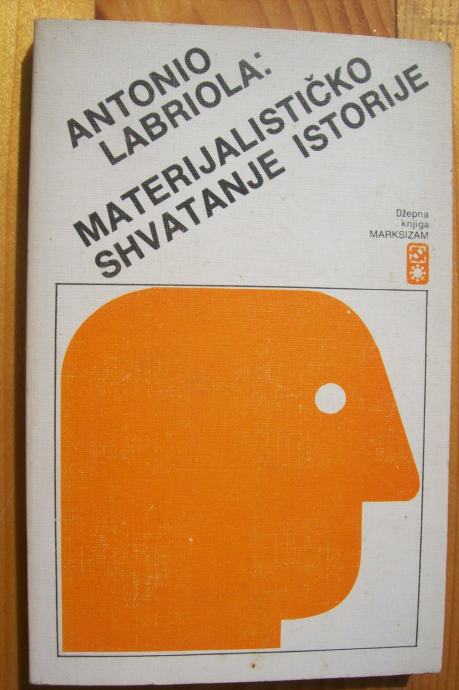 ANTONIO
LABRIOLA:
MATERIJALISTIČKO
SHVATANJE ISTORIJE
Džepna
knjiga
MARKSIZAM